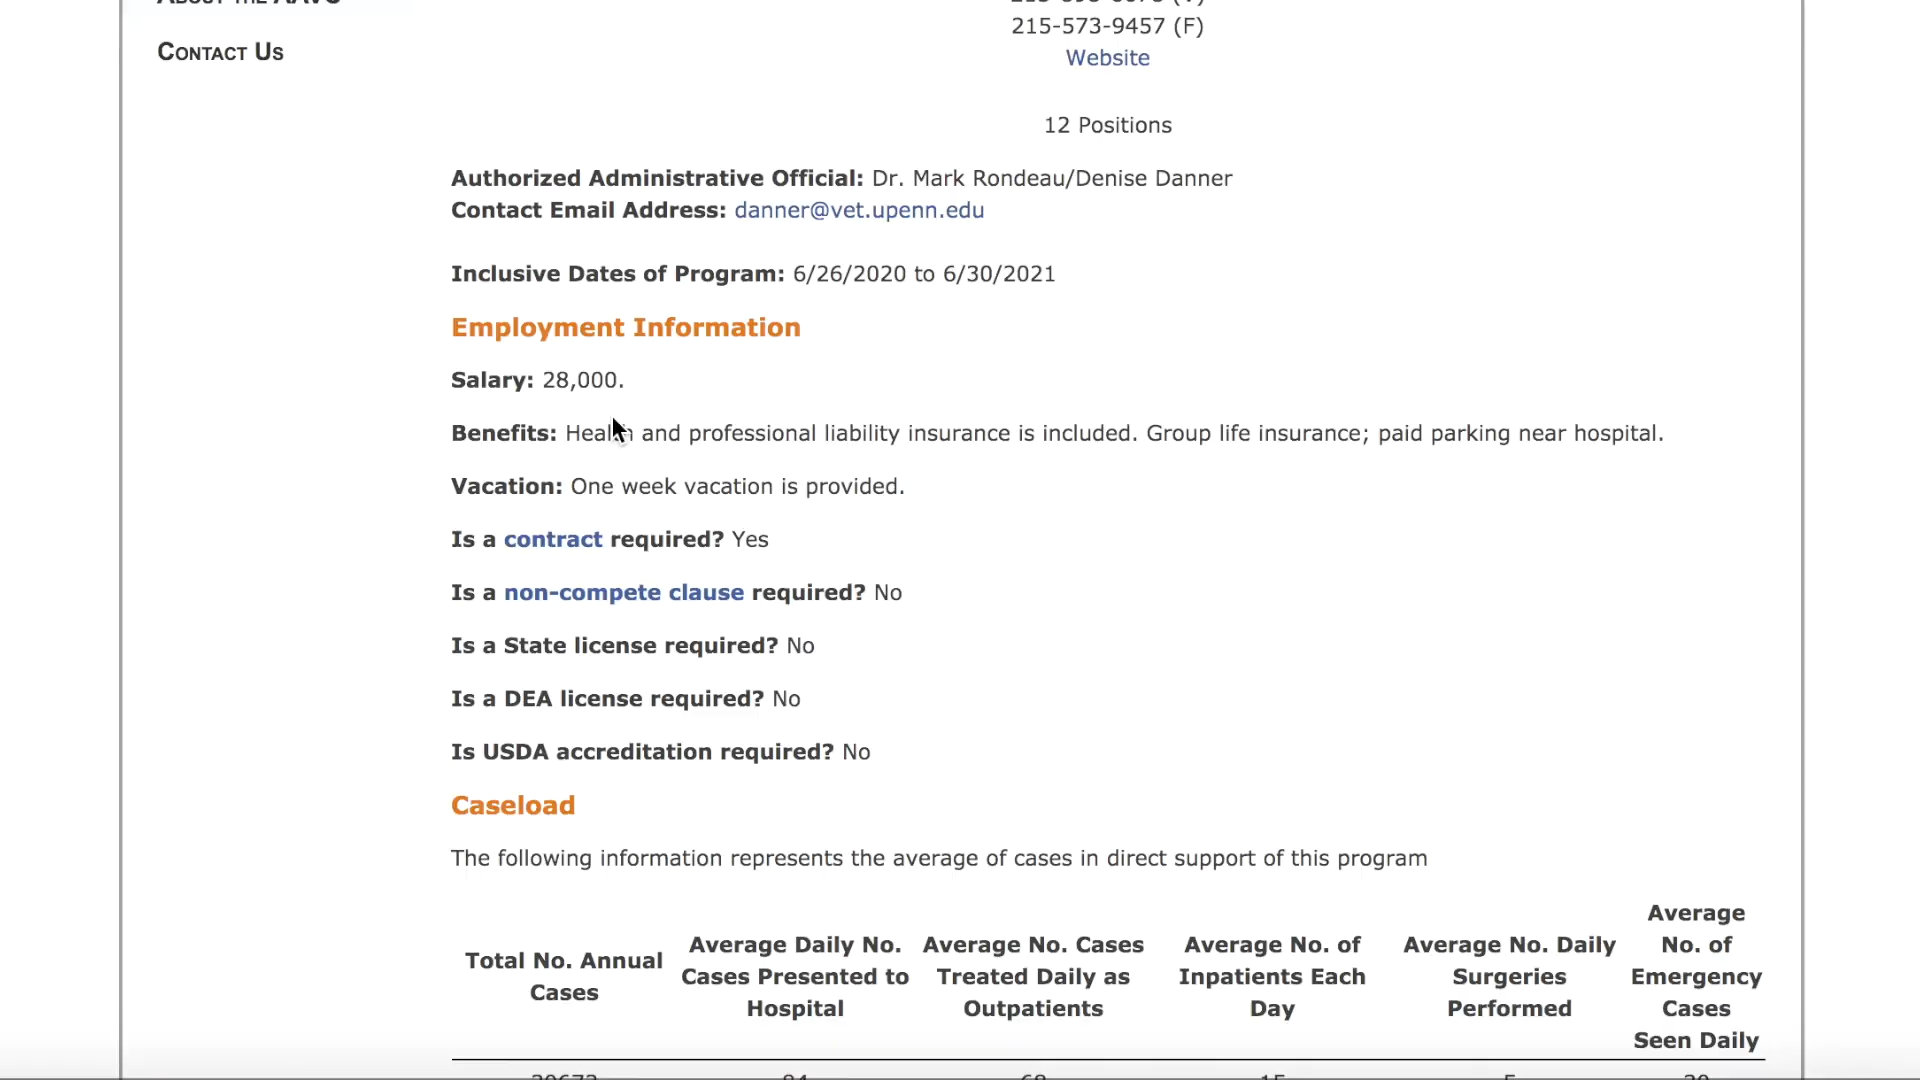 ABOUT THE AAVC
CONTACT US
215-573-9457 (F)
Website
12 Positions
Authorized Administrative Official: Dr. Mark Rondeau/Denise Danner
Contact Email Address: danner@vet.upenn.edu
Inclusive Dates of Program: 6/26/2020 to 6/30/2021
Employment Information
Salary: 28,000.
Benefits: Health and professional liability insurance is included. Group life insurance; paid parking near hospital.
Vacation: One week vacation is provided.
Is a contract required? Yes
Is a non-compete clause required? No
Is a State license required? No
Is a DEA license required? No
Is USDA accreditation required? No
Caseload
The following information represents the average of cases in direct support of this program
Total No. Annual Cases
Average Daily No. Cases Presented to Hospital
Average No. Cases Treated Daily as Outpatients
Average No. of Inpatients Each Day
Average No. Daily Surgeries Performed
Average No. of Emergency Cases Seen Daily